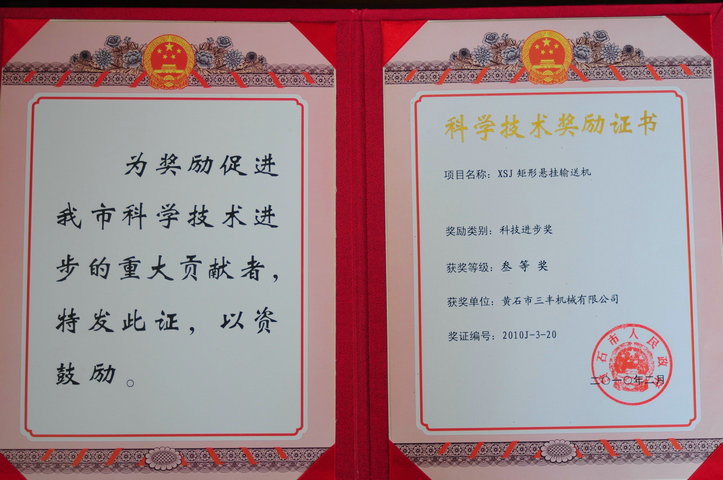 为奖励促进
我市科学技术进
步的重大贡献者，
特发此证，以资
鼓励。
科学技术奖励证书
项目名称：XSJ 矩形悬挂输送机
奖励类别：科技进步奖
获奖等级：叁等奖
获奖单位：黄石市三丰机械有限公司
奖证编号：2010J-3-20
石市人民政
二〇一〇年二月